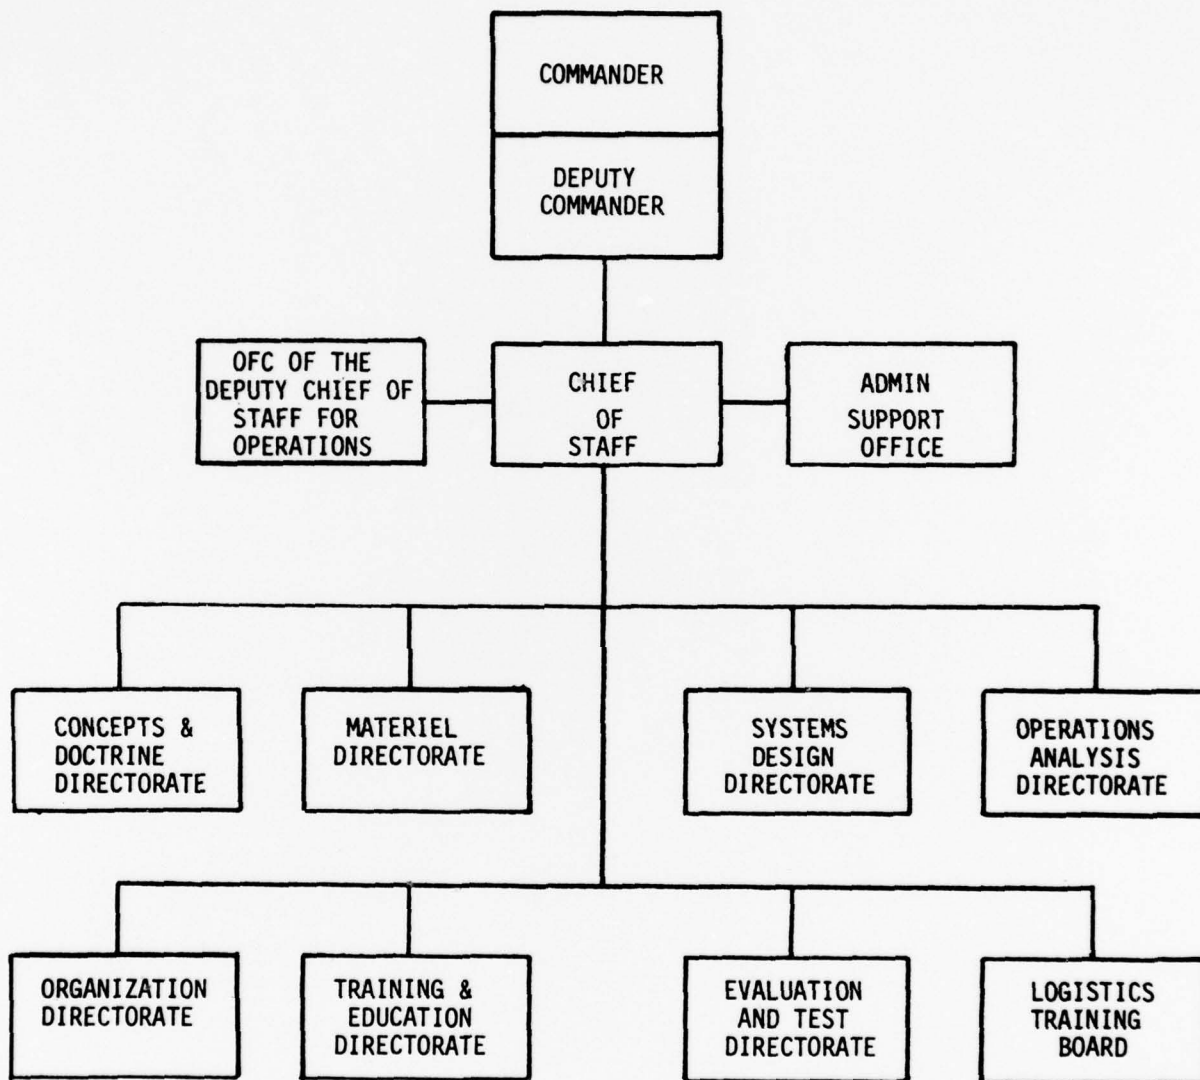 COMMANDER
DEPUTY
COMMANDER
OFC OF THE
DEPUTY CHIEF OF
STAFF FOR
OPERATIONS
CHIEF
OF
STAFF
ADMIN
SUPPORT
OFFICE
CONCEPTS &
DOCTRINE
DIRECTORATE
MATERIEL
DIRECTORATE
SYSTEMS
DESIGN
DIRECTORATE
OPERATIONS
ANALYSIS
DIRECTORATE
ORGANIZATION
DIRECTORATE
TRAINING &
EDUCATION
DIRECTORATE
EVALUATION
AND TEST
DIRECTORATE
LOGISTICS
TRAINING
BOARD